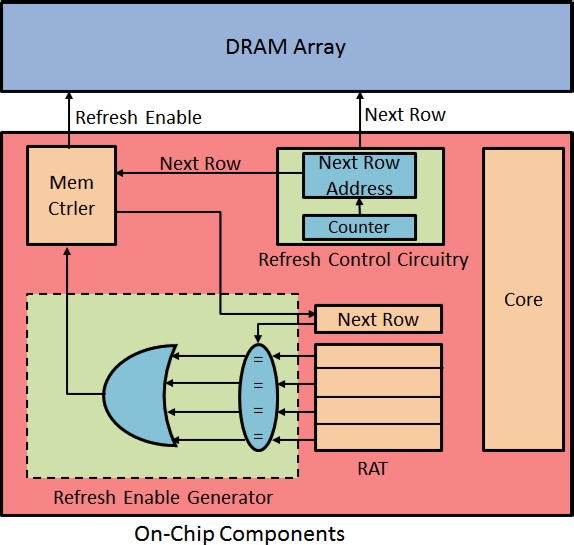 DRAM Array
Refresh Enable
Next Row
Next Row
Mem
Ctrler
Next Row
Address
Counter
Refresh Control Circuitry
Core
Next Row
=
=
=
=
RAT
Refresh Enable Generator
On-Chip Components